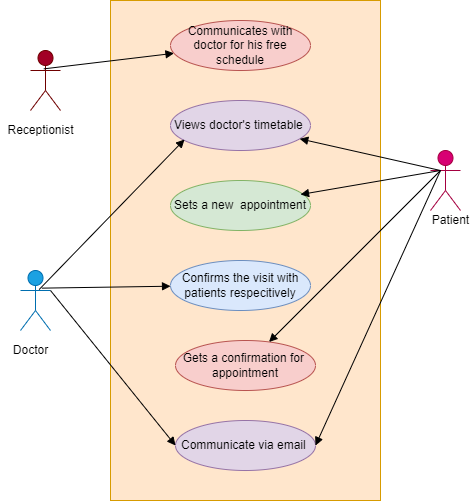 Communicates with
doctor for his free
schedule
Receptionist
Views doctor's timetable
Sets a new appointment
Patient
Confirms the visit with
patients respecitively
Doctor
Gets a confirmation for
appointment
Communicate via email